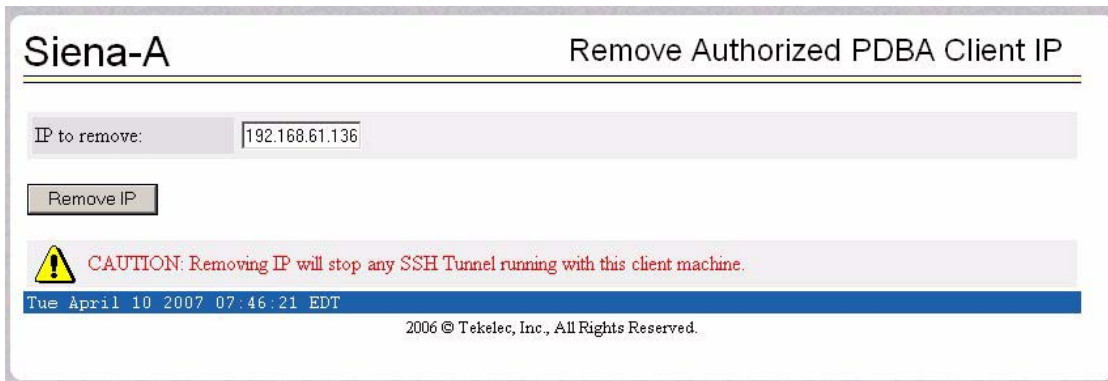 Siena-A
Remove Authorized PDBA Client IP
IP to remove: 192.168.61.136
Remove IP
CAUTION: Removing IP will stop any SSH Tunnel running with this client machine.
Tue April 10 2007 07:46:21 EDT
2006 © Tekelec, Inc., All Rights Reserved.